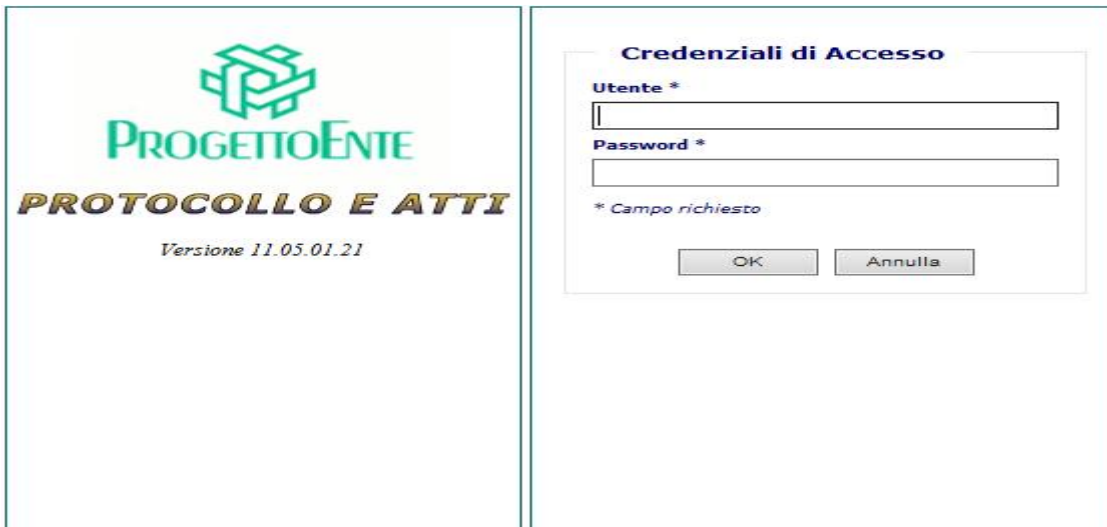 PROGETTOENTE
PROTOCOLLO E ATTI
Versione 11.05.01.21
Credenziali di Accesso
Utente *
Password *
* Campo richiesto
OK
Annulla